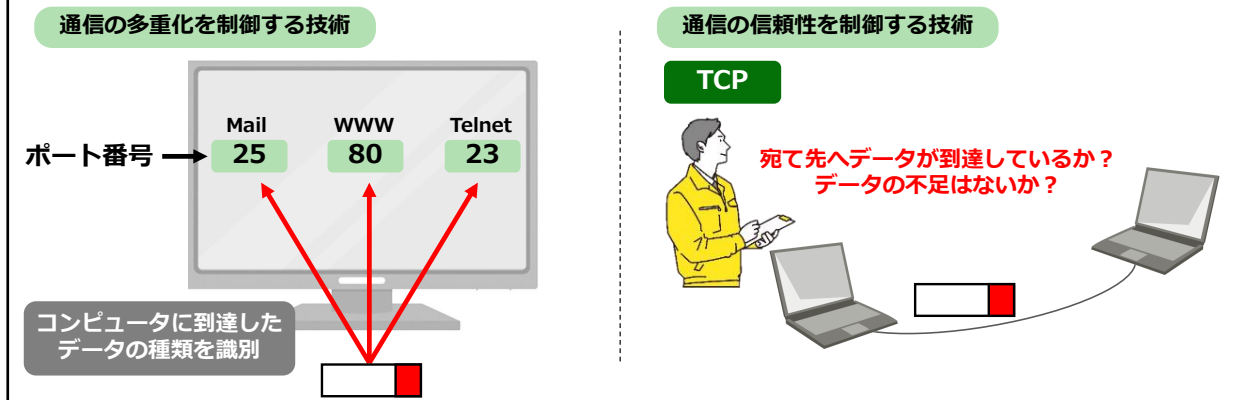 通信の多重化を制御する技術
ポート番号
Mail
WWW
Telnet
25
80
23
コンピュータに到達した
データの種類を識別
通信の信頼性を制御する技術
TCP
宛て先へデータが到達しているか？
データの不足はないか？